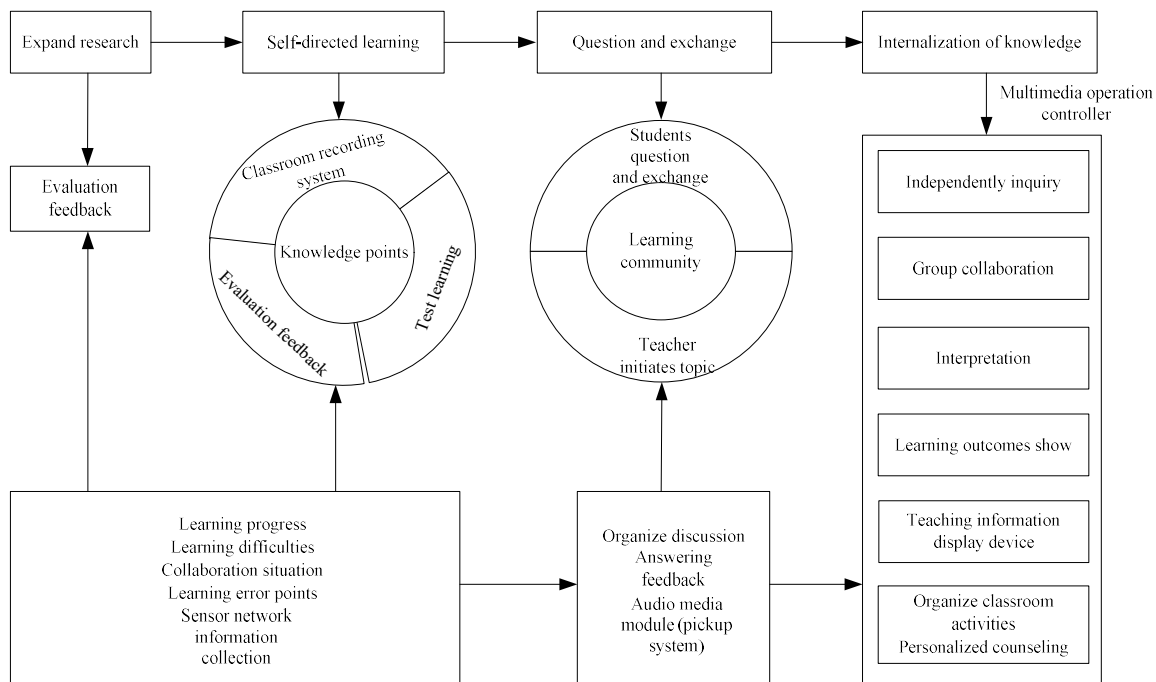 Expand research
Self-directed learning
Question and exchange
Internalization of knowledge
Multimedia operation
controller
Evaluation
feedback
Classroom recording
system
Knowledge points
Evaluation feedback
Test learning
Students
question
and exchange
Learning
community
Teacher
initiates topic
Independently inquiry
Group collaboration
Interpretation
Learning outcomes show
Teaching information
display device
Organize classroom
activities
Personalized counseling
Learning progress
Learning difficulties
Collaboration situation
Learning error points
Sensor network
information
collection
Organize discussion
Answering
feedback
Audio media
module (pickup
system)